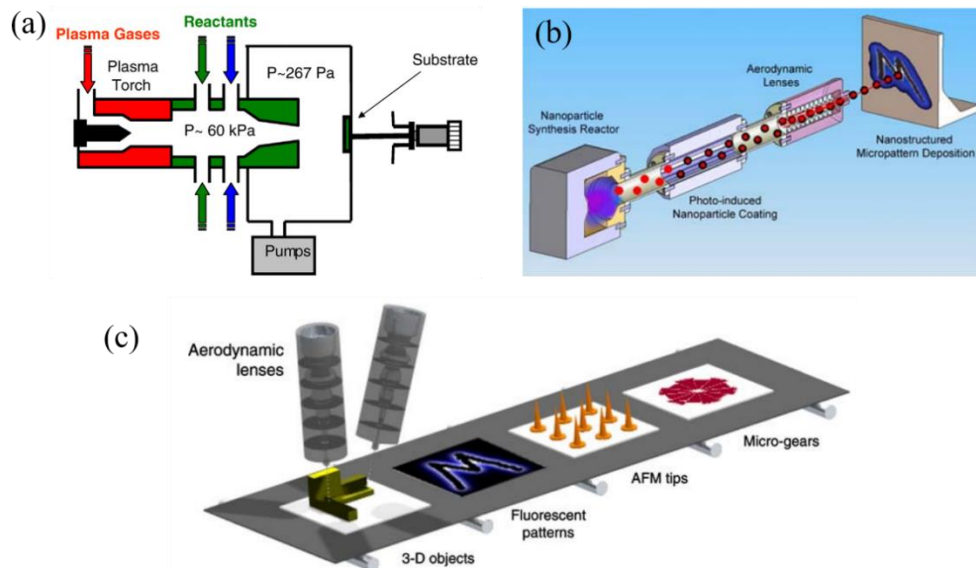 (a)
Plasma Gases
Reactants
Plasma
Torch
P~267 Pa
Substrate
P~ 60 kPa
Pumps
(b)
Aerodynamic
Lenses
Nanoparticle
Synthesis Reactor
Photo-induced
Nanoparticle Coating
Nanostructured
Micropattern Deposition
(c)
Aerodynamic
lenses
M
3-D objects
Fluorescent
patterns
AFM tips
Micro-gears